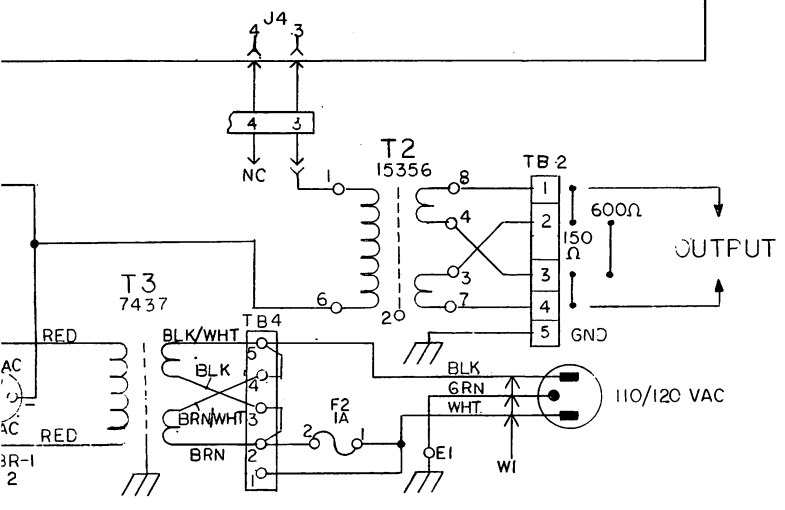 J4
4 3
4 3
NC
T2
15356
1
6
8
4
3
7
2
TB2
1
2
3
4
5
150
Ω
600Ω
OUTPUT
GND
T3
7437
RED
RED
AC
AC
BR-1
2
BLK/WHT
BLK
BRN/WHT
BRN
TB4
5
4
3
2
1
F2
1A
2 1
BLK
GRN
WHT
E1
W1
110/120 VAC